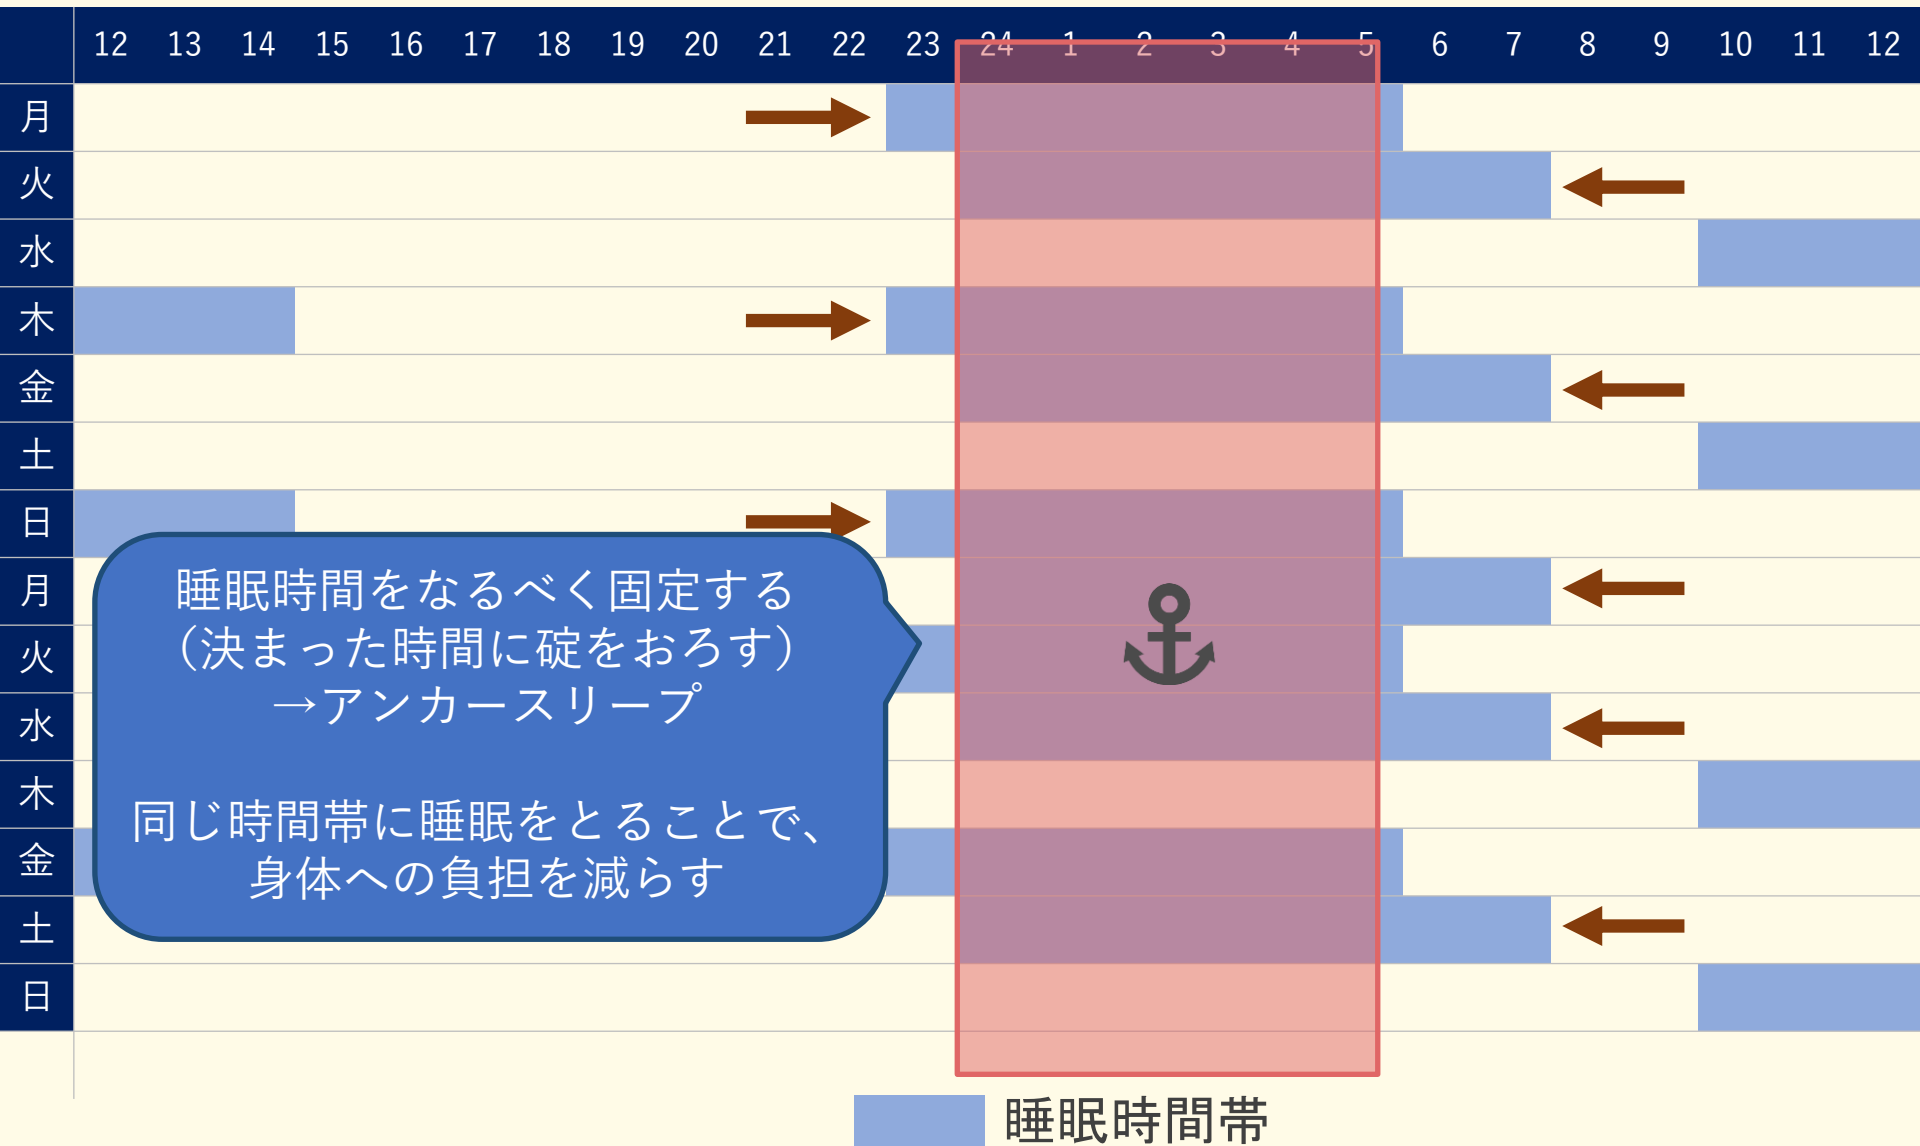 12 13 14 15 16 17 18 19 20 21 22 23 24 1 2 3 4 5 6 7 8 9 10 11 12
月
火
水
木
金
土
日
月
火
水
木
金
土
日
睡眠時間をなるべく固定する
（決まった時間に碇をおろす）
→アンカースリープ
同じ時間帯に睡眠をとることで、
身体への負担を減らす
睡眠時間帯